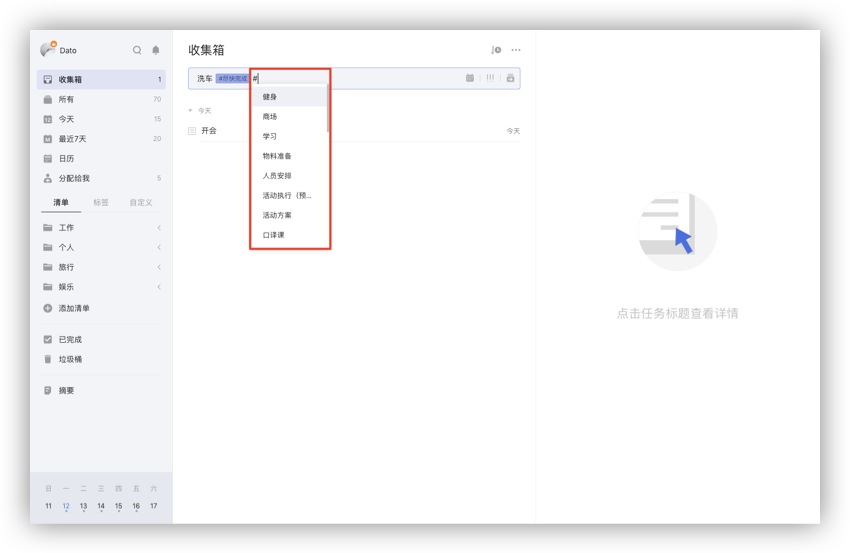 Dato
收集箱 1
所有 70
12 今天 15
最近7天 20
日历
分配给我 5
清单 标签 自定义
工作
个人
旅行
娱乐
添加清单
已完成
垃圾桶
摘要
日 一 二 三 四 五 六
11 12 13 14 15 16 17
收集箱
洗车 #尽快完成 #
今天
开会 今天
健身
商场
学习
物料准备
人员安排
活动执行（预...
活动方案
口译课
点击任务标题查看详情